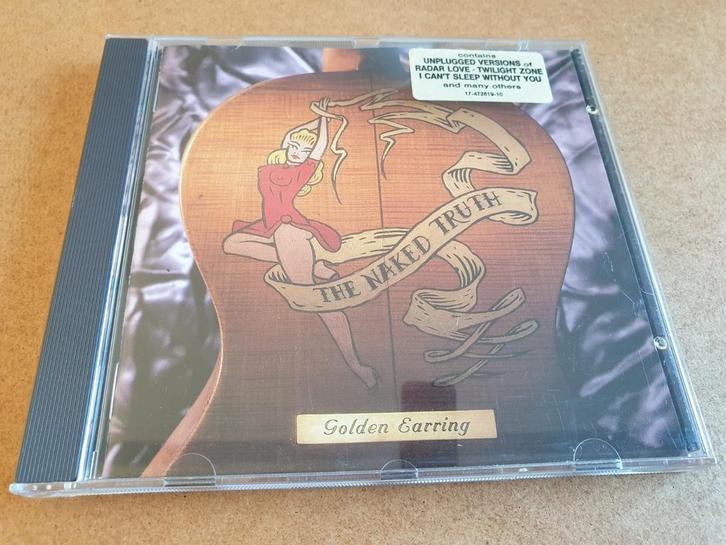 contains
UNPLUGGED VERSIONS of
RADAR LOVE - TWILIGHT ZONE
I CAN'T SLEEP WITHOUT YOU
and many others
17-472619-10
THE NAKED TRUTH
Golden Earring